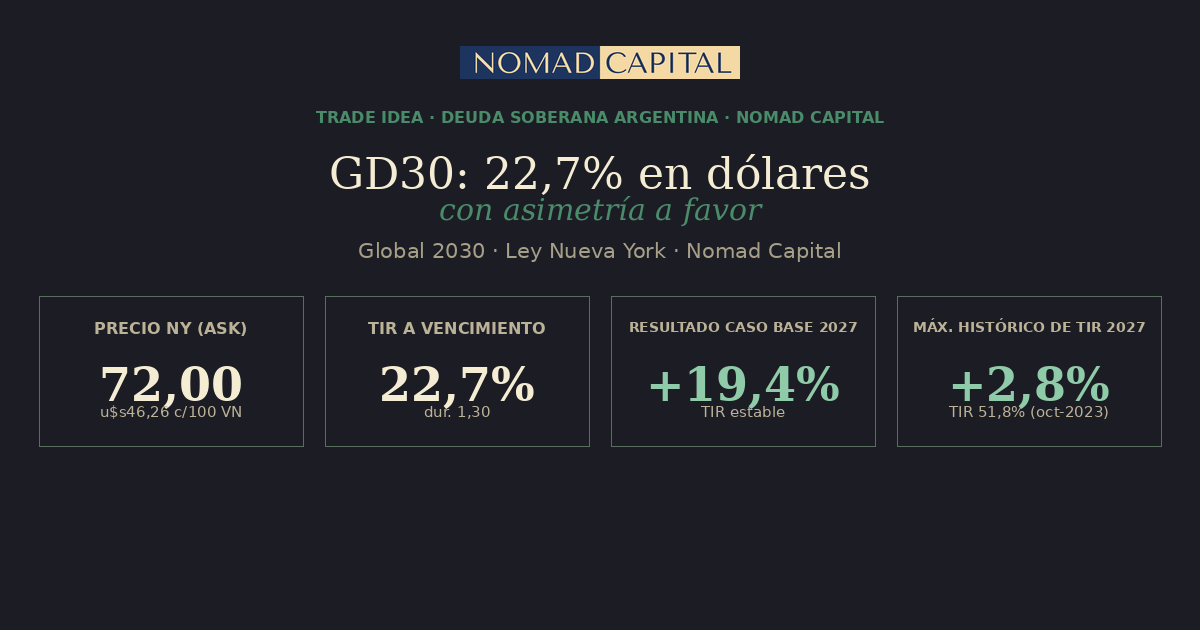 NOMAD CAPITAL
TRADE IDEA · DEUDA SOBERANA ARGENTINA · NOMAD CAPITAL
GD30: 22,7% en dólares
con asimetría a favor
Global 2030 · Ley Nueva York · Nomad Capital
PRECIO NY (ASK)
72,00
u$s46,26 c/100 VN
TIR A VENCIMIENTO
22,7%
dur. 1,30
RESULTADO CASO BASE 2027
+19,4%
TIR estable
MÁX. HISTÓRICO DE TIR 2027
+2,8%
TIR 51,8% (oct-2023)